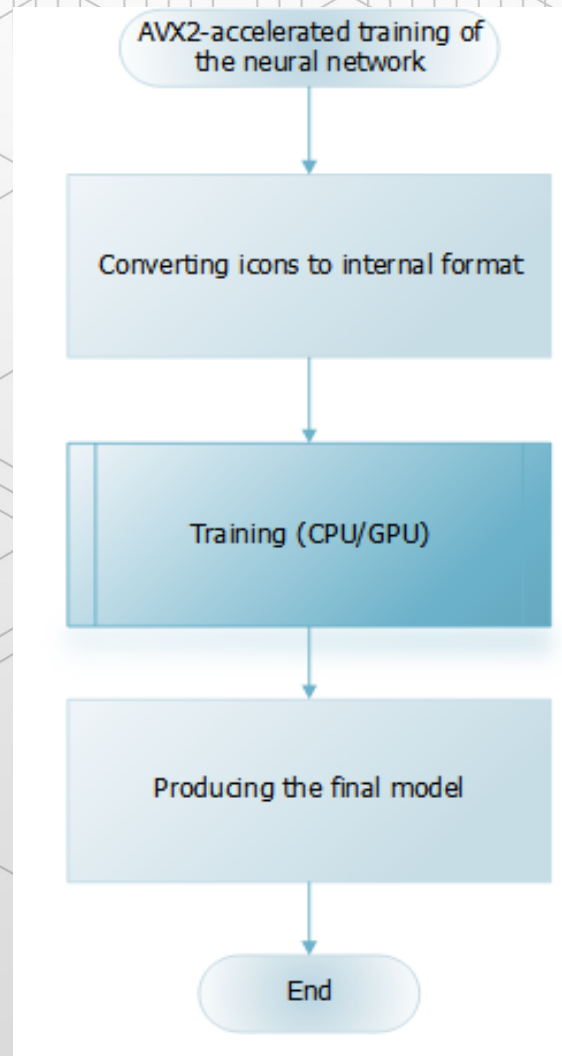 AVX2-accelerated training of
the neural network
Converting icons to internal format
Training (CPU/GPU)
Producing the final model
End